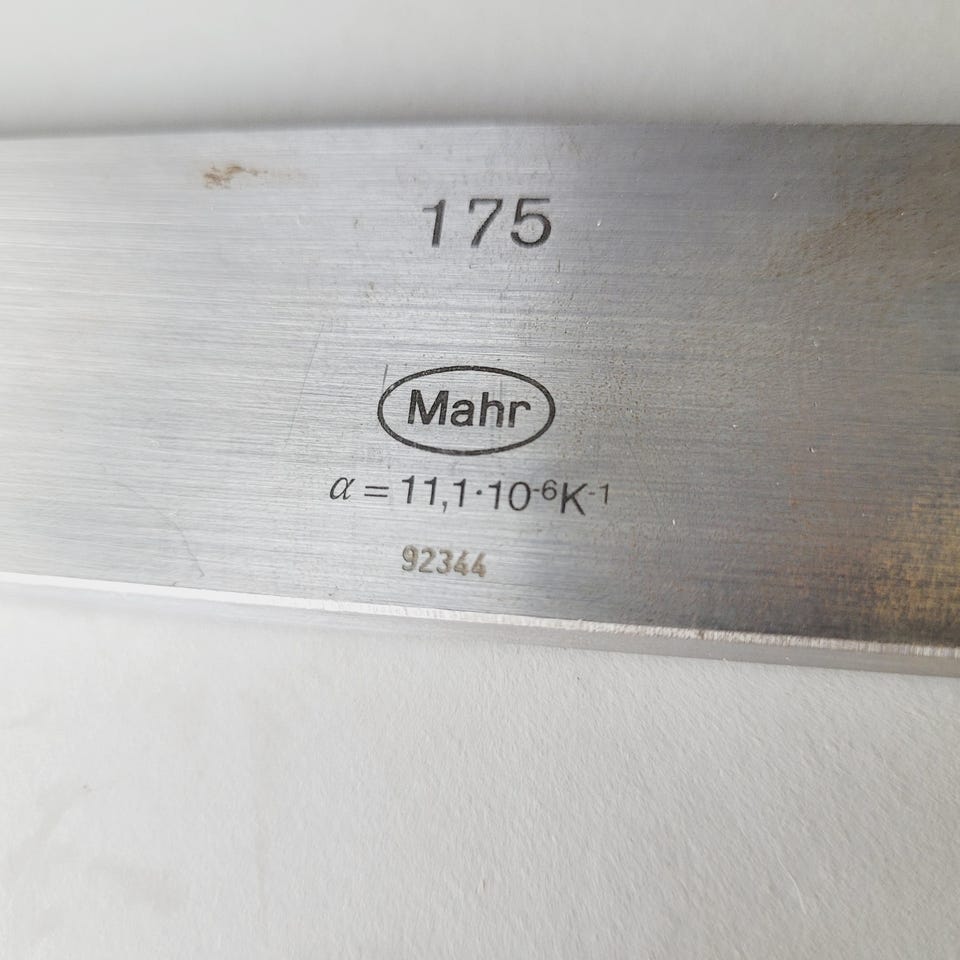 175
Mahr
α = 11,1·10⁻⁶K⁻¹
92344